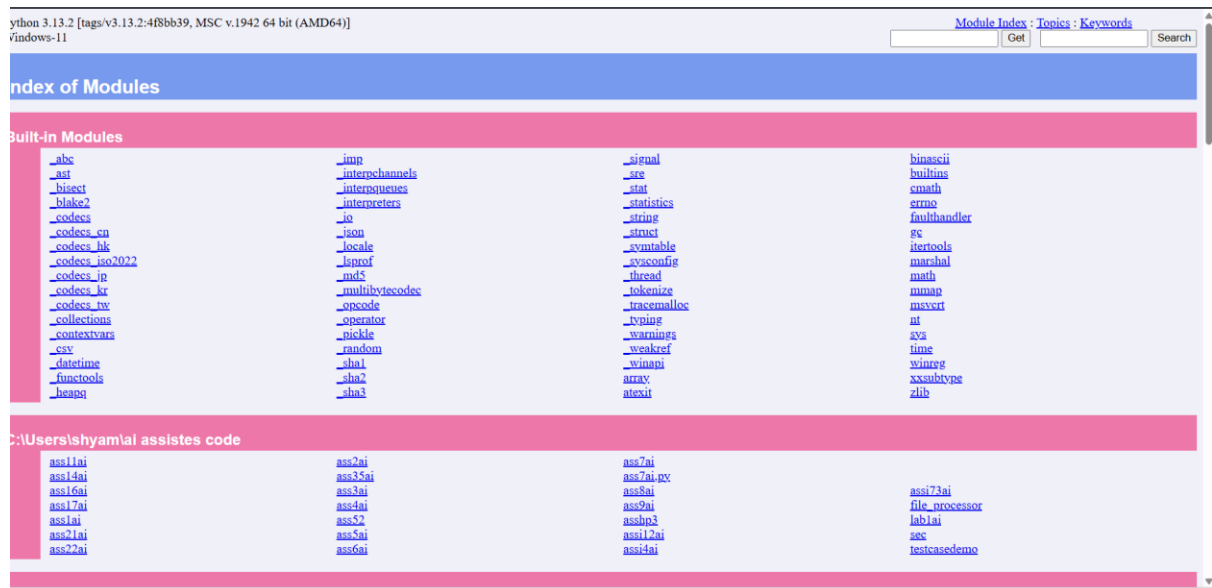 ython 3.13.2 [tags/v3.13.2:4f8bb39, MSC v.1942 64 bit (AMD64)]
Windows-11
Module Index : Topics : Keywords
Get Search
ndex of Modules
Built-in Modules
_abc _imp _signal binascii
_ast _interpchannels _sre builtins
_bisect _interpqueues _stat cmath
_blake2 _interpreters _statistics errno
_codecs _io _string faulthandler
_codecs_cn _json _struct gc
_codecs_hk _locale _symtable itertools
_codecs_iso2022 _lsprof _sysconfig marshal
_codecs_jp _md5 _thread math
_codecs_kr _multibytecodec _tokenize mmap
_codecs_tw _opcode _tracemalloc msvcrt
_collections _operator _typing nt
_contextvars _pickle _warnings sys
_csv _random _weakref time
_datetime _sha1 _winapi winreg
_functools _sha2 array xxsubtype
_heapq _sha3 atexit zlib
C:\Users\shyam\ai assistes code
ass11ai ass2ai ass7ai
ass14ai ass35ai ass7ai.py
ass16ai ass3ai ass8ai assi73ai
ass17ai ass4ai ass9ai file_processor
ass1ai ass52 asshp3 lab1ai
ass21ai ass5ai assi12ai sec
ass22ai ass6ai assi4ai testcasedemo